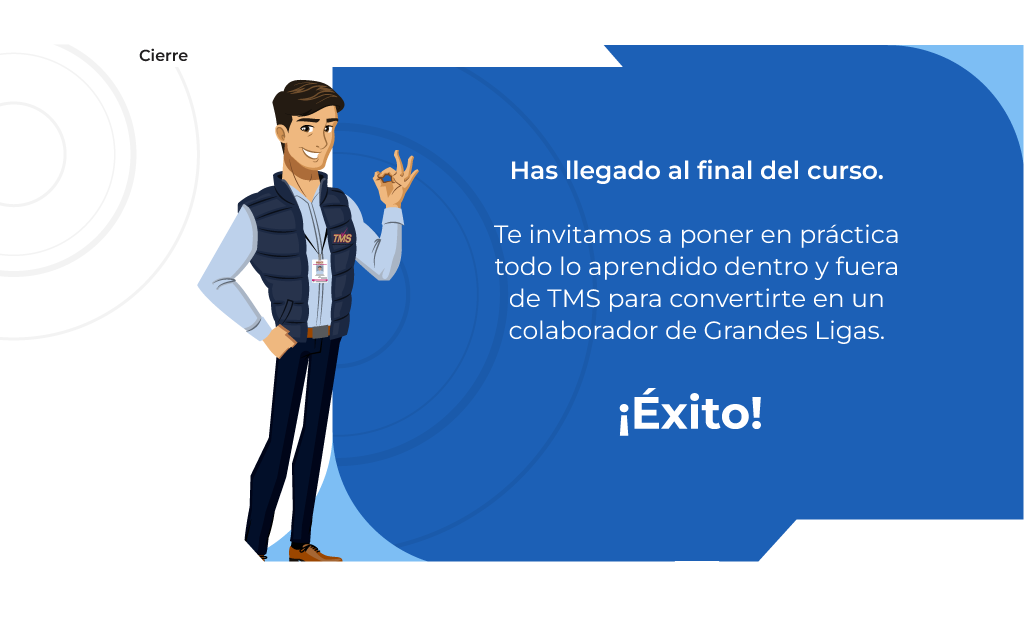 Cierre
Has llegado al final del curso.
Te invitamos a poner en práctica
todo lo aprendido dentro y fuera
de TMS para convertirte en un
colaborador de Grandes Ligas.
¡Éxito!
TMS